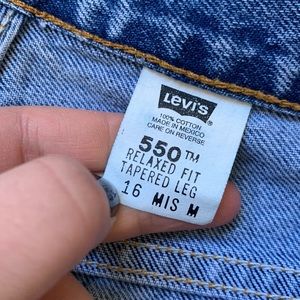 Levi's®
100% COTTON
MADE IN MEXICO
CARE ON REVERSE
550™
RELAXED FIT
TAPERED LEG
16 MIS M